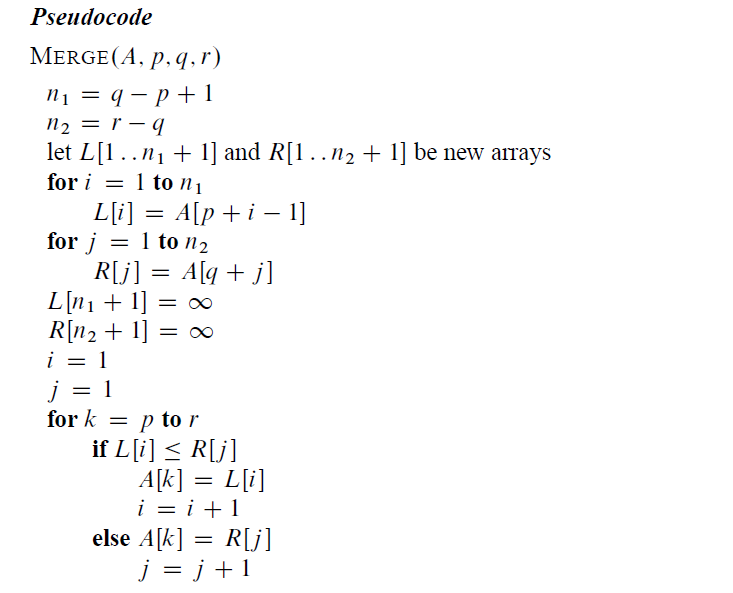 Pseudocode
MERGE(A, p, q, r)
n₁ = q − p + 1
n₂ = r − q
let L[1 . . n₁ + 1] and R[1 . . n₂ + 1] be new arrays
for i = 1 to n₁
L[i] = A[p + i − 1]
for j = 1 to n₂
R[j] = A[q + j]
L[n₁ + 1] = ∞
R[n₂ + 1] = ∞
i = 1
j = 1
for k = p to r
if L[i] ≤ R[j]
A[k] = L[i]
i = i + 1
else A[k] = R[j]
j = j + 1